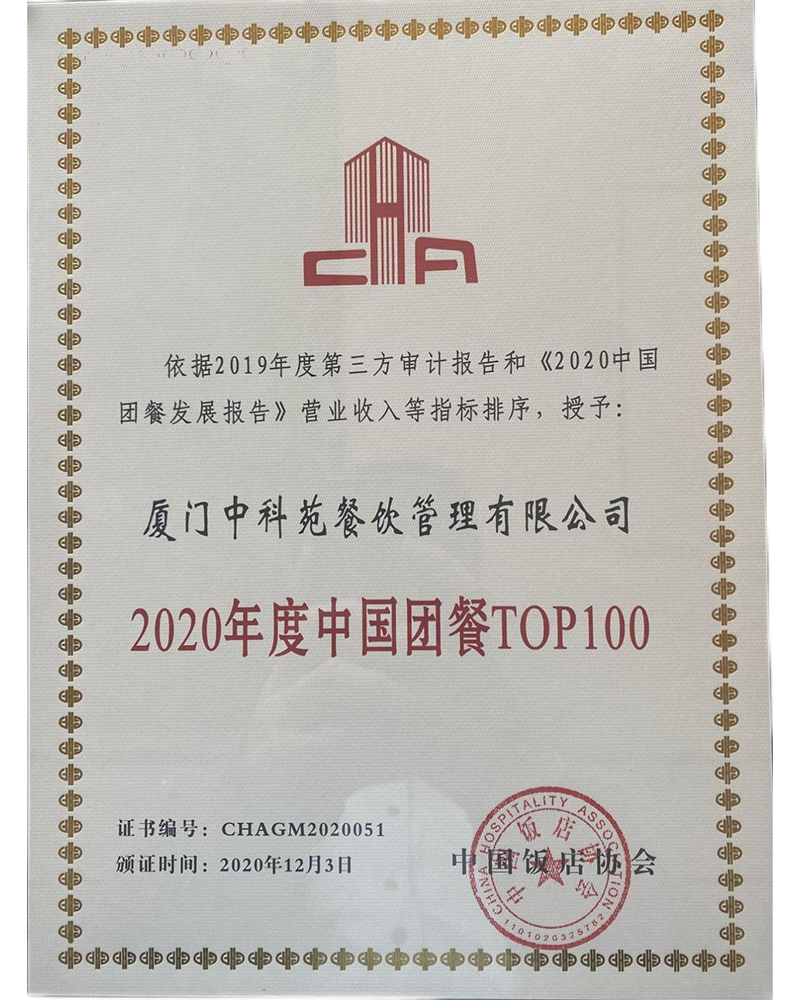 CHA
依据2019年度第三方审计报告和《2020中国
团餐发展报告》营业收入等指标排序，授予：
厦门中科苑餐饮管理有限公司
2020年度中国团餐TOP100
证书编号：CHAGM2020051
颁证时间：2020年12月3日
中国饭店协会
CHINA HOSPITALITY ASSOCIATION
中国饭店协会
1101020325782